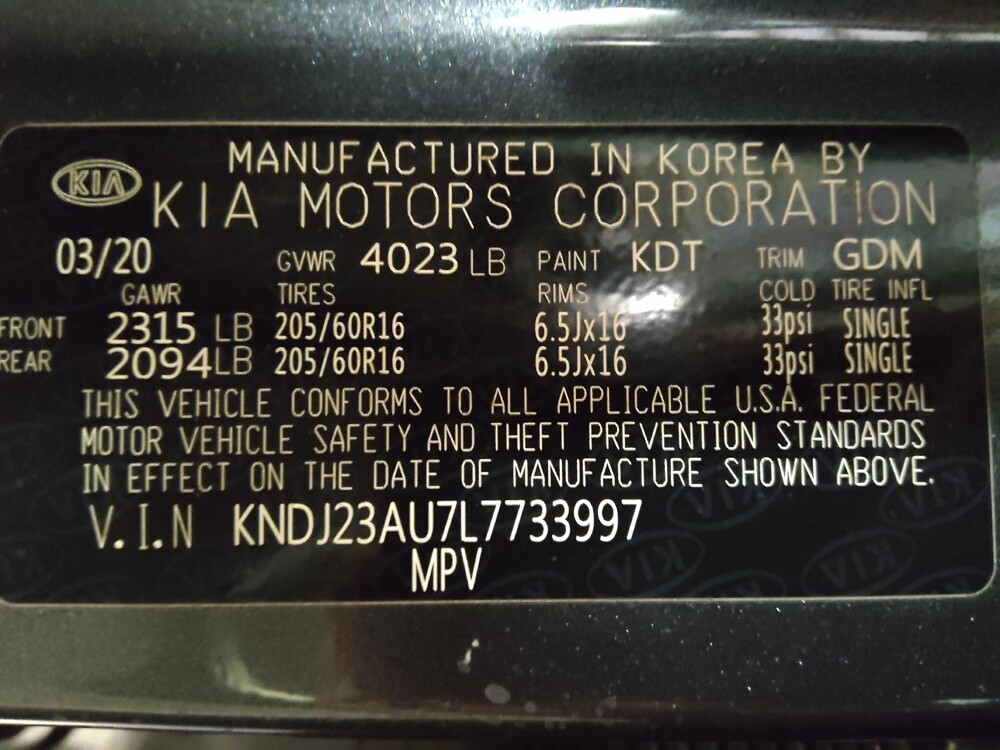 KIA
MANUFACTURED IN KOREA BY
KIA MOTORS CORPORATION
03/20 GVWR 4023 LB PAINT KDT TRIM GDM
GAWR TIRES RIMS COLD TIRE INFL
FRONT 2315 LB 205/60R16 6.5Jx16 33psi SINGLE
REAR 2094LB 205/60R16 6.5Jx16 33psi SINGLE
THIS VEHICLE CONFORMS TO ALL APPLICABLE U.S.A. FEDERAL
MOTOR VEHICLE SAFETY AND THEFT PREVENTION STANDARDS
IN EFFECT ON THE DATE OF MANUFACTURE SHOWN ABOVE.
V.I.N KNDJ23AU7L7733997
MPV